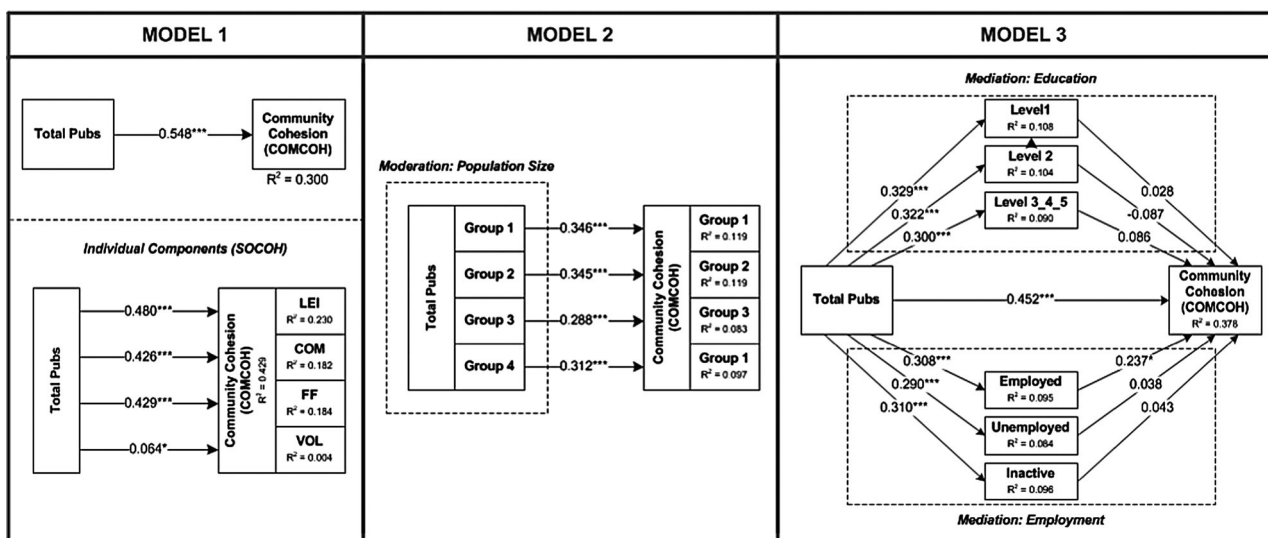 MODEL 1
Total Pubs
0.548***
Community
Cohesion
(COMCOH)
R² = 0.300
Individual Components (SOCOH)
Total Pubs
0.480***
0.426***
0.429***
0.064*
Community Cohesion
(COMCOH)
R² = 0.429
LEI
R² = 0.230
COM
R² = 0.182
FF
R² = 0.184
VOL
R² = 0.004
MODEL 2
Moderation: Population Size
Total Pubs
Group 1
Group 2
Group 3
Group 4
0.346***
0.345***
0.288***
0.312***
Community Cohesion
(COMCOH)
Group 1
R² = 0.119
Group 2
R² = 0.119
Group 3
R² = 0.083
Group 1
R² = 0.097
MODEL 3
Mediation: Education
Level1
R² = 0.108
Level 2
R² = 0.104
Level 3_4_5
R² = 0.090
0.329***
0.322***
0.300***
0.028
-0.087
0.086
Total Pubs
0.452***
Community
Cohesion
(COMCOH)
R² = 0.378
0.308***
0.290***
0.310***
0.237*
0.038
0.043
Employed
R² = 0.095
Unemployed
R² = 0.084
Inactive
R² = 0.096
Mediation: Employment